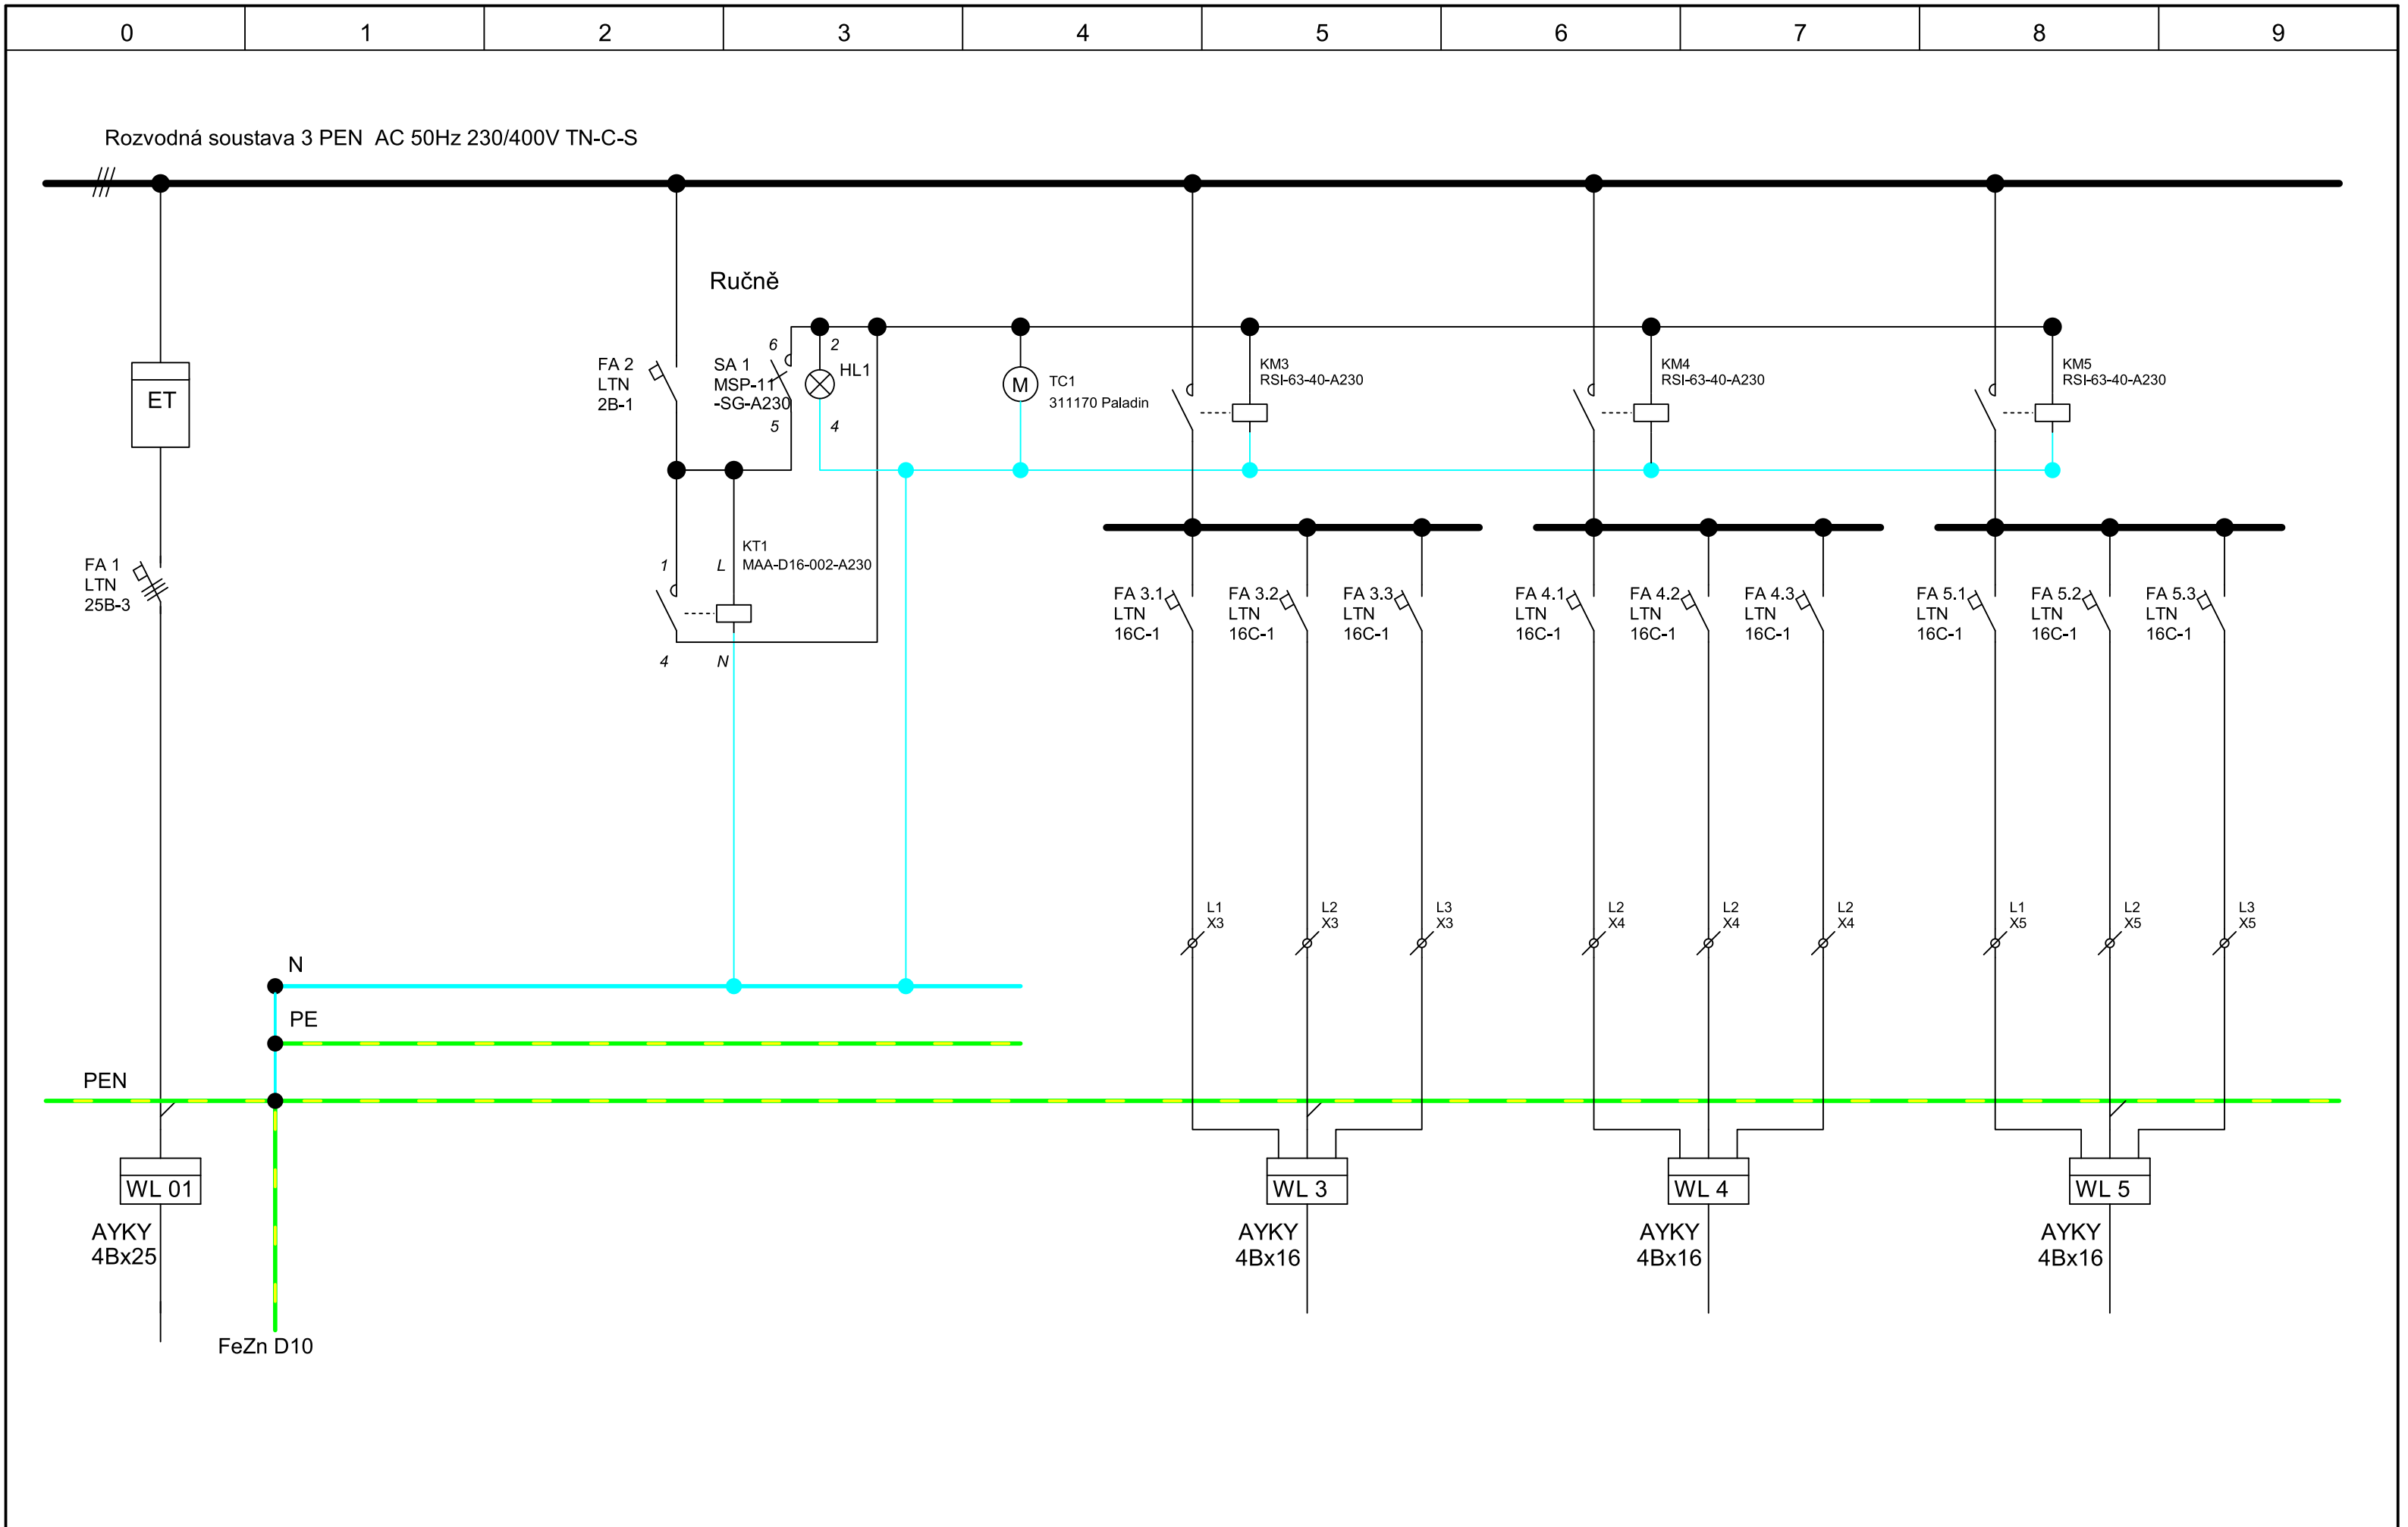 0 1 2 3 4 5 6 7 8 9
Rozvodná soustava 3 PEN AC 50Hz 230/400V TN-C-S
Ručně
ET
FA 1
LTN
25B-3
FA 2
LTN
2B-1
SA 1
MSP-11
-SG-A230
6
5
2
4
HL1
M
TC1
311170 Paladin
KM3
RSI-63-40-A230
KM4
RSI-63-40-A230
KM5
RSI-63-40-A230
KT1
MAA-D16-002-A230
1
L
4
N
FA 3.1
LTN
16C-1
FA 3.2
LTN
16C-1
FA 3.3
LTN
16C-1
FA 4.1
LTN
16C-1
FA 4.2
LTN
16C-1
FA 4.3
LTN
16C-1
FA 5.1
LTN
16C-1
FA 5.2
LTN
16C-1
FA 5.3
LTN
16C-1
L1
X3
L2
X3
L3
X3
L2
X4
L2
X4
L2
X4
L1
X5
L2
X5
L3
X5
N
PE
PEN
WL 01
AYKY
4Bx25
FeZn D10
WL 3
AYKY
4Bx16
WL 4
AYKY
4Bx16
WL 5
AYKY
4Bx16